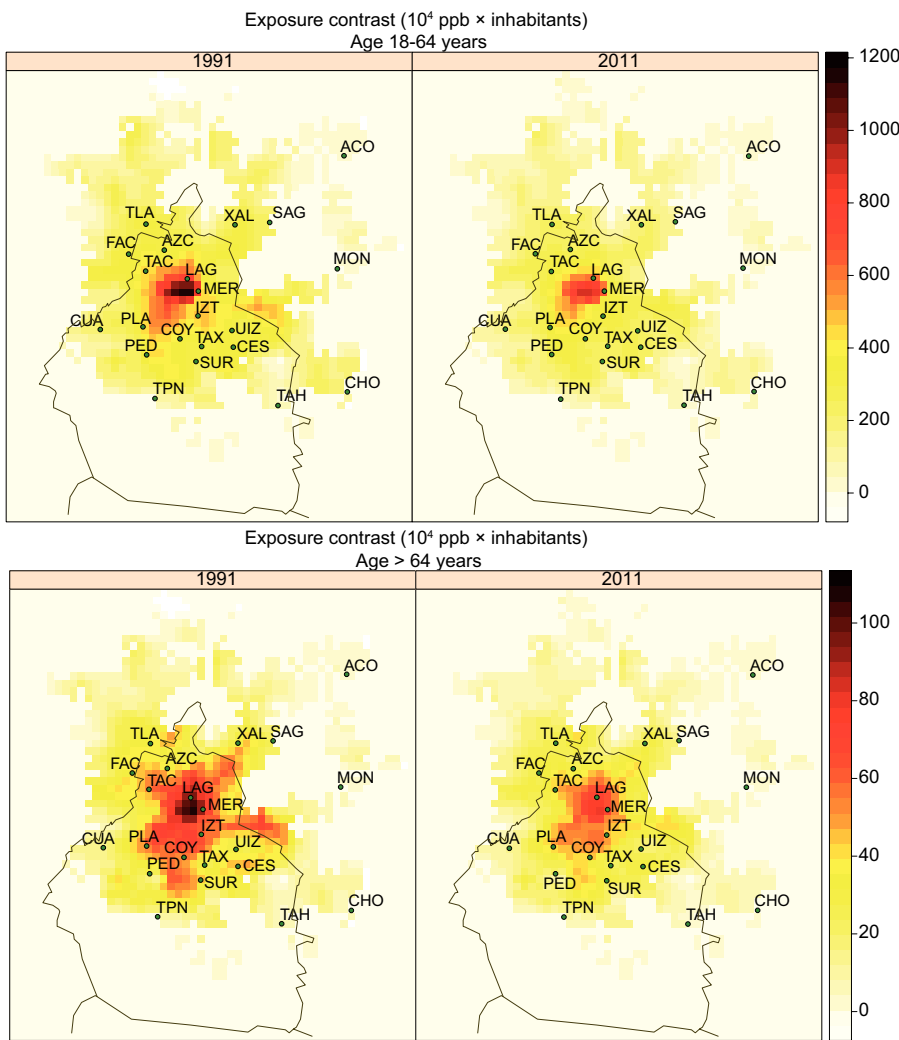 Exposure contrast (10⁴ ppb × inhabitants)
Age 18-64 years
1991
2011
1200
1000
800
600
400
200
0
ACO
TLA
XAL
SAG
FAC
AZC
TAC
LAG
MON
MER
IZT
CUA
PLA
COY
TAX
UIZ
PED
SUR
CES
TPN
TAH
CHO
ACO
TLA
XAL
SAG
FAC
AZC
TAC
LAG
MON
MER
IZT
CUA
PLA
COY
TAX
UIZ
PED
SUR
CES
TPN
TAH
CHO
Exposure contrast (10⁴ ppb × inhabitants)
Age > 64 years
1991
2011
100
80
60
40
20
0
ACO
TLA
XAL
SAG
FAC
AZC
TAC
LAG
MON
MER
IZT
CUA
PLA
COY
TAX
UIZ
PED
SUR
CES
TPN
TAH
CHO
ACO
TLA
XAL
SAG
FAC
AZC
TAC
LAG
MON
MER
IZT
CUA
PLA
COY
TAX
UIZ
PED
SUR
CES
TPN
TAH
CHO